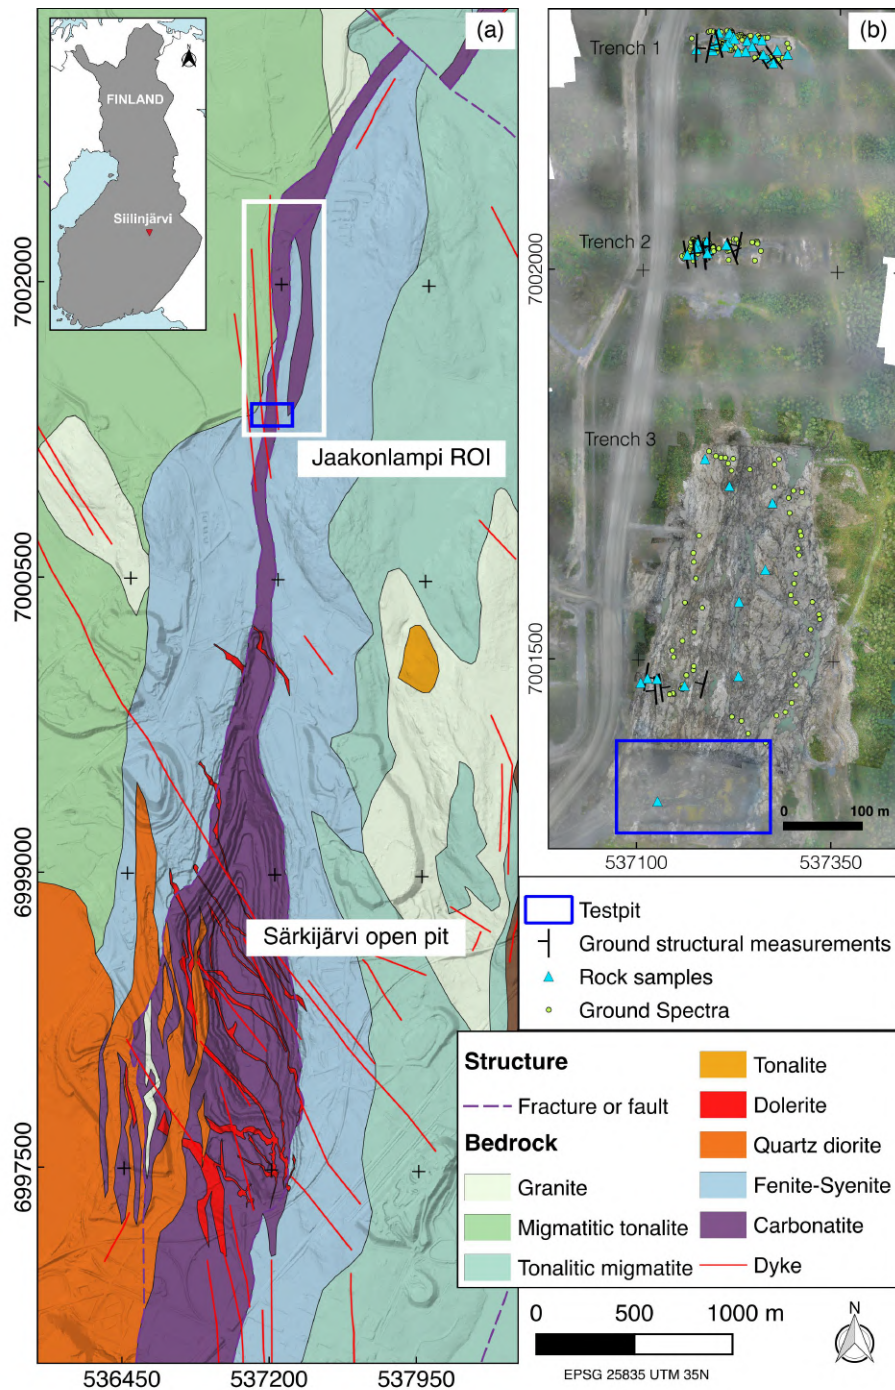 (a)
FINLAND
Siilinjärvi
7002000
Jaakonlampi ROI
7000500
6999000
Särkijärvi open pit
6997500
536450
537200
537950
(b)
Trench 1
Trench 2
7002000
Trench 3
7001500
0 100 m
537100
537350
Testpit
Ground structural measurements
Rock samples
Ground Spectra
Structure
Fracture or fault
Bedrock
Granite
Migmatitic tonalite
Tonalitic migmatite
Tonalite
Dolerite
Quartz diorite
Fenite-Syenite
Carbonatite
Dyke
0 500 1000 m
EPSG 25835 UTM 35N
N